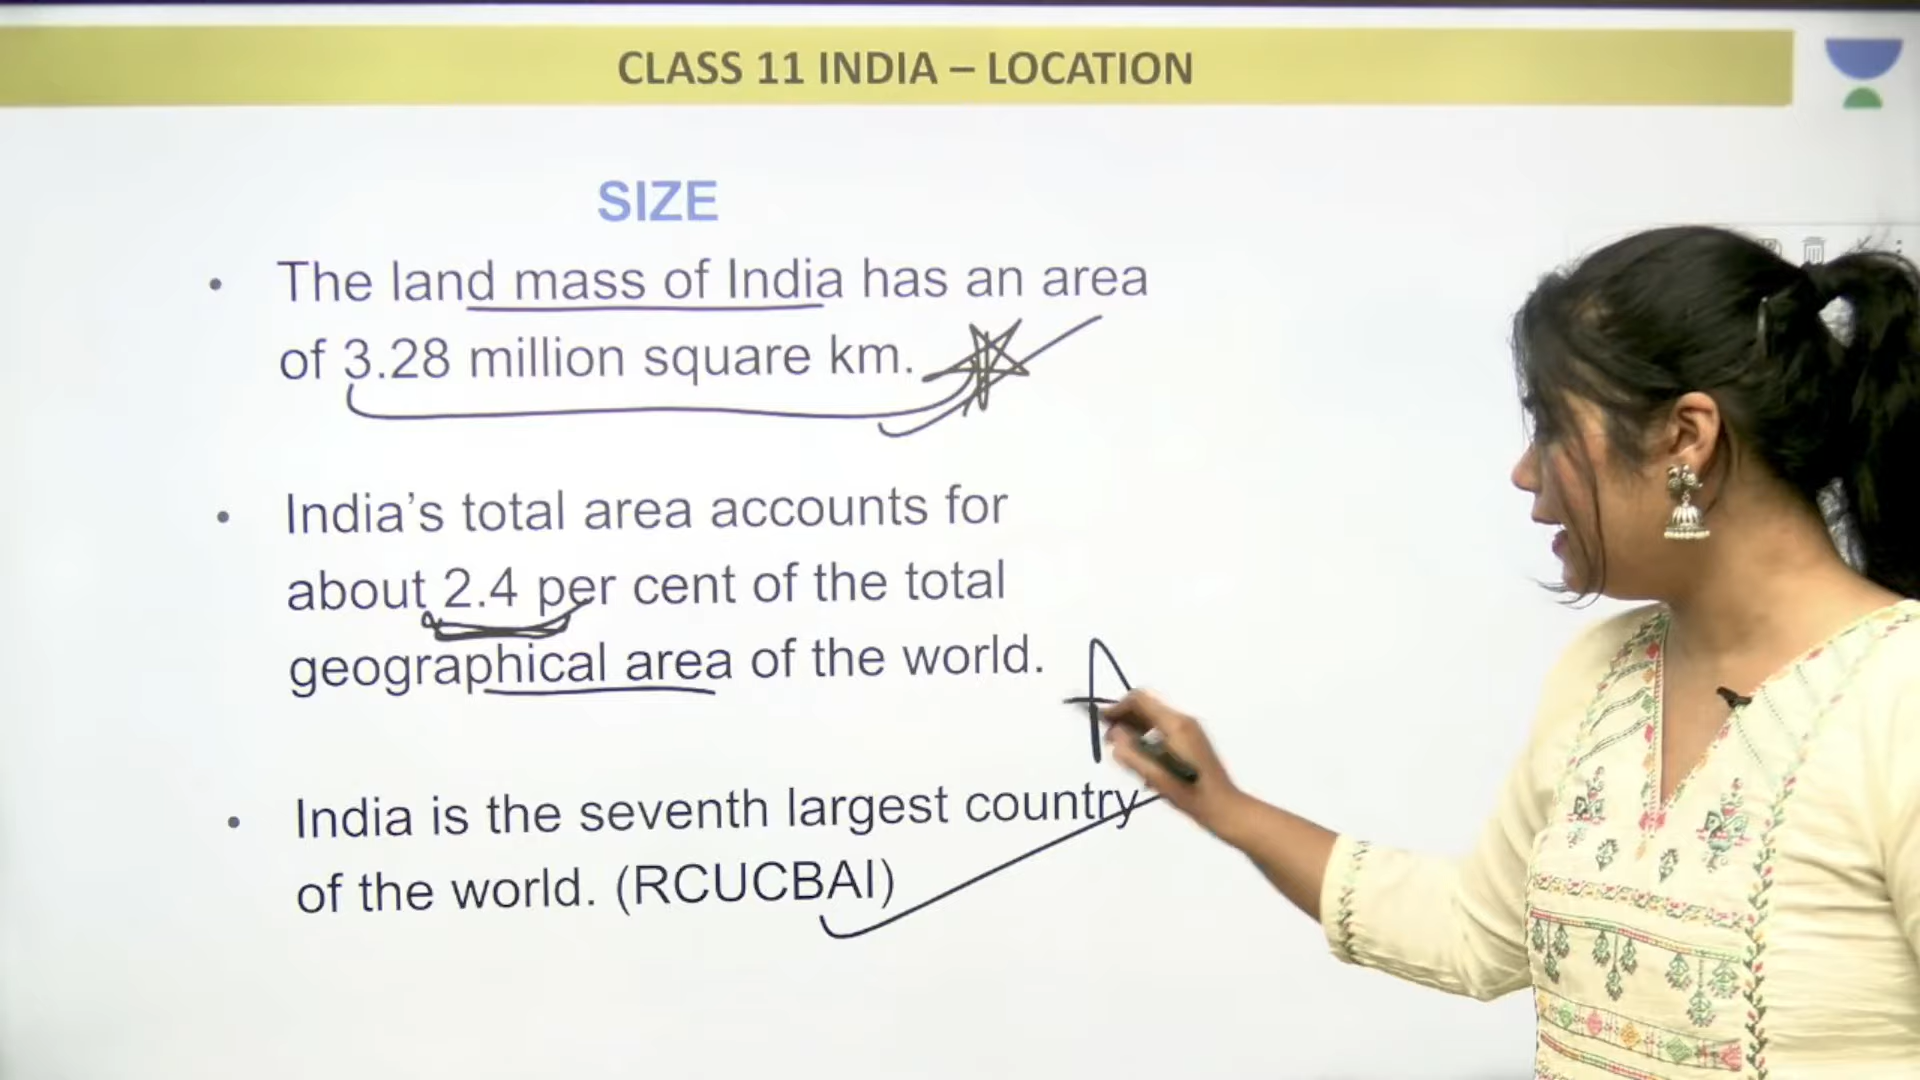 CLASS 11 INDIA – LOCATION
SIZE
• The land mass of India has an area
of 3.28 million square km.
• India’s total area accounts for
about 2.4 per cent of the total
geographical area of the world.
• India is the seventh largest country
of the world. (RCUCBAI)